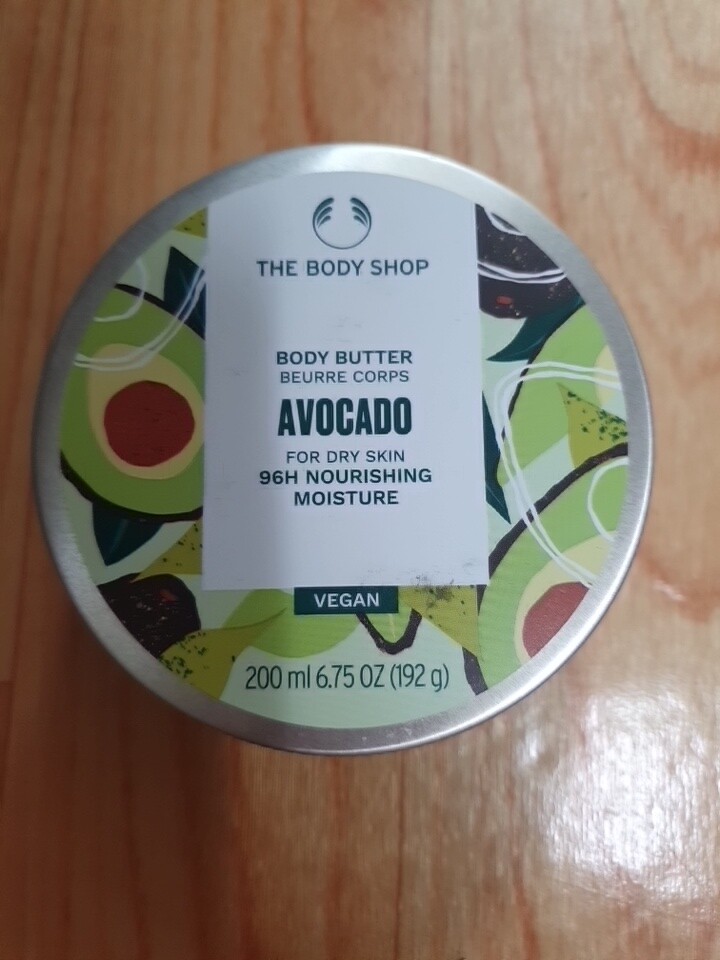 THE BODY SHOP
BODY BUTTER
BEURRE CORPS
AVOCADO
FOR DRY SKIN
96H NOURISHING
MOISTURE
VEGAN
200 ml 6.75 OZ (192 g)